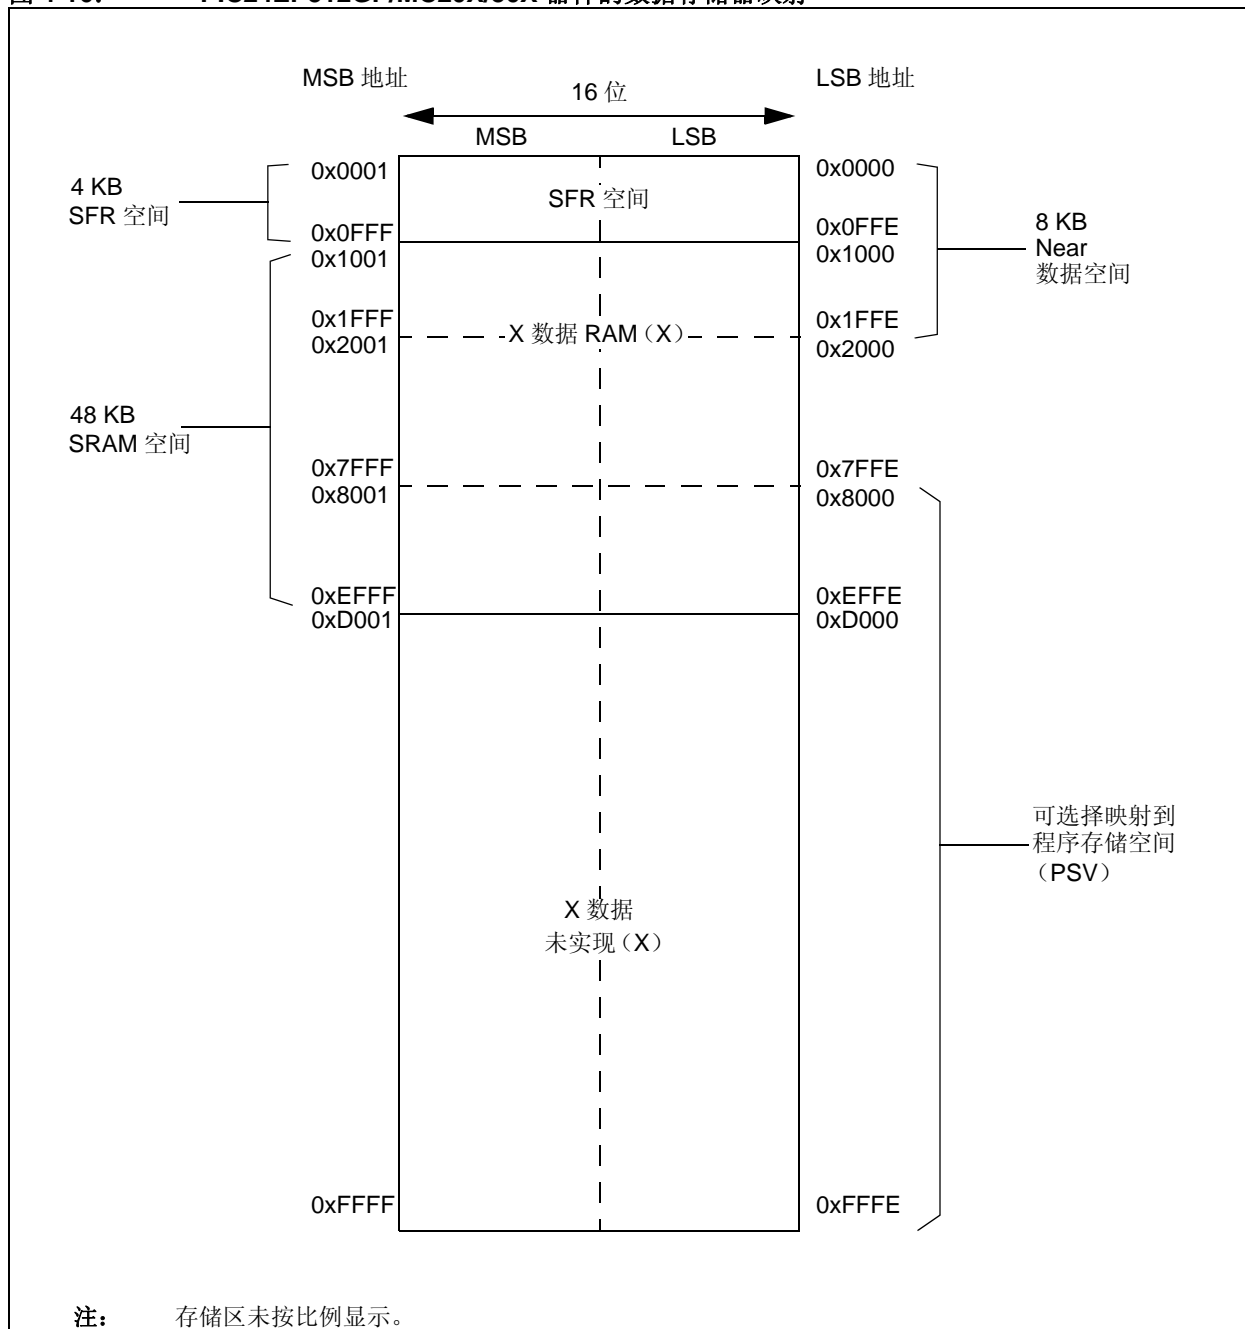 MSB 地址
LSB 地址
16 位
MSB
LSB
0x0001
0x0000
4 KB
SFR 空间
SFR 空间
0x0FFF
0x0FFE
0x1001
0x1000
8 KB
Near
数据空间
0x1FFF
0x1FFE
X 数据 RAM（X）
0x2001
0x2000
48 KB
SRAM 空间
0x7FFF
0x7FFE
0x8001
0x8000
0xEFFF
0xEFFE
0xD001
0xD000
可选择映射到
程序存储空间
（PSV）
X 数据
未实现（X）
0xFFFF
0xFFFE
注： 存储区未按比例显示。